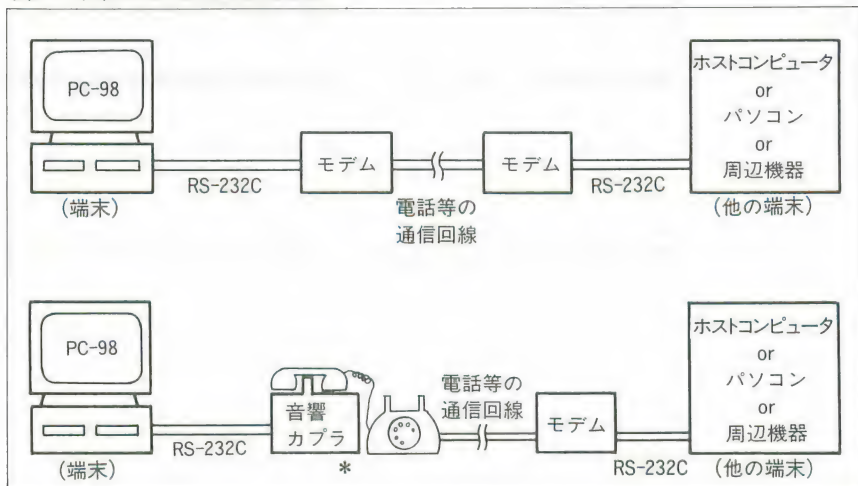 PC-98
RS-232C
(端末)
モデム
電話等の
通信回線
モデム
RS-232C
ホストコンピュータ
or
パソコン
or
周辺機器
(他の端末)
PC-98
RS-232C
(端末)
音響
カプラ
*
電話等の
通信回線
モデム
RS-232C
ホストコンピュータ
or
パソコン
or
周辺機器
(他の端末)